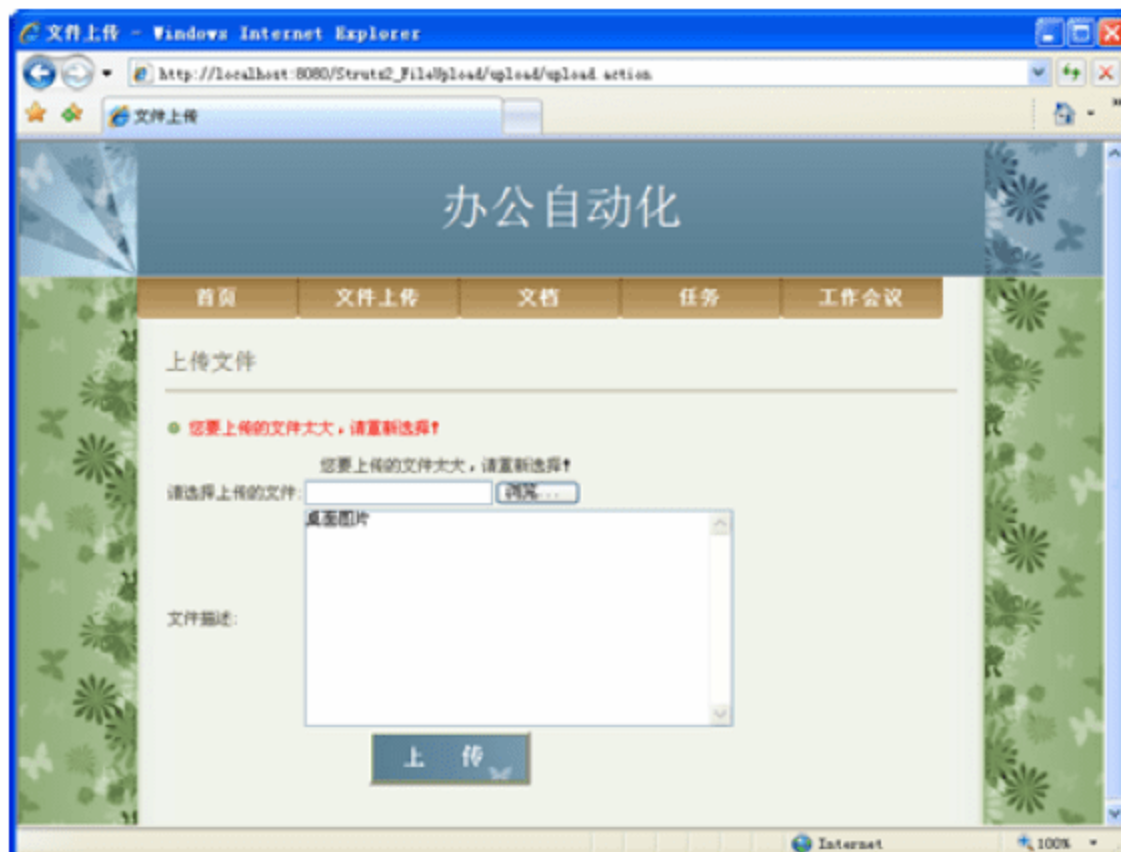 文件上传 - Windows Internet Explorer
http://localhost:8080/Struts2_FileUpload/upload/upload.action
文件上传
办公自动化
首页 文件上传 文档 任务 工作会议
上传文件
您要上传的文件太大，请重新选择！
您要上传的文件太大，请重新选择！
请选择上传的文件: 浏览...
桌面图片
文件描述:
上 传
Internet 100%